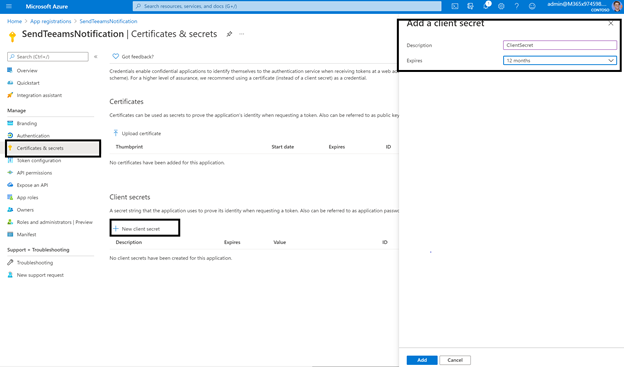 Microsoft Azure
Search resources, services, and docs (G+/)
admin@M365x974598...
CONTOSO
Home > App registrations > SendTeeamsNotification
SendTeeamsNotification | Certificates & secrets
Search (Ctrl+/)
Overview
Quickstart
Integration assistant
Manage
Branding
Authentication
Certificates & secrets
Token configuration
API permissions
Expose an API
App roles
Owners
Roles and administrators | Preview
Manifest
Support + Troubleshooting
Troubleshooting
New support request
Got feedback?
Credentials enable confidential applications to identify themselves to the authentication service when receiving tokens at a web ad
scheme). For a higher level of assurance, we recommend using a certificate (instead of a client secret) as a credential.
Certificates
Certificates can be used as secrets to prove the application's identity when requesting a token. Also can be referred to as public key
Upload certificate
Thumbprint Start date Expires ID
No certificates have been added for this application.
Client secrets
A secret string that the application uses to prove its identity when requesting a token. Also can be referred to as application passw
New client secret
Description Expires Value ID
No client secrets have been created for this application.
Add a client secret
Description ClientSecret
Expires 12 months
Add Cancel